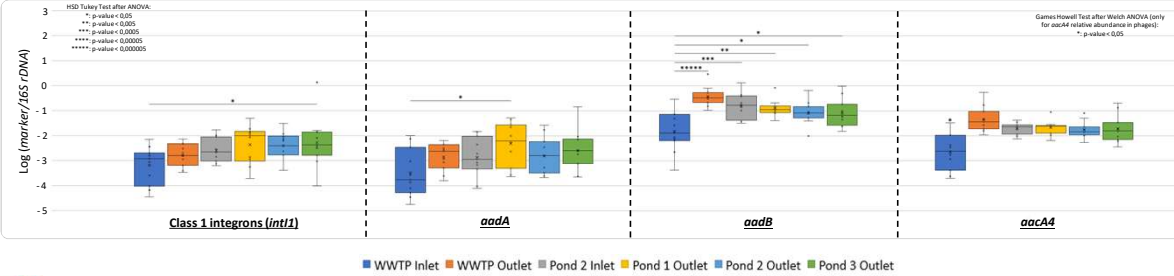 HSD Tukey Test after ANOVA:
*: p-value < 0,05
**: p-value < 0,005
***: p-value < 0,0005
****: p-value < 0,00005
*****: p-value < 0,000005
Games Howell Test after Welch ANOVA (only
for aacA4 relative abundance in phages):
*: p-value < 0,05
Log (marker/16S rDNA)
3
2
1
0
-1
-2
-3
-4
-5
*
*
*
*
**
***
*****
Class 1 integrons (intI1)
aadA
aadB
aacA4
WWTP Inlet WWTP Outlet Pond 2 Inlet Pond 1 Outlet Pond 2 Outlet Pond 3 Outlet